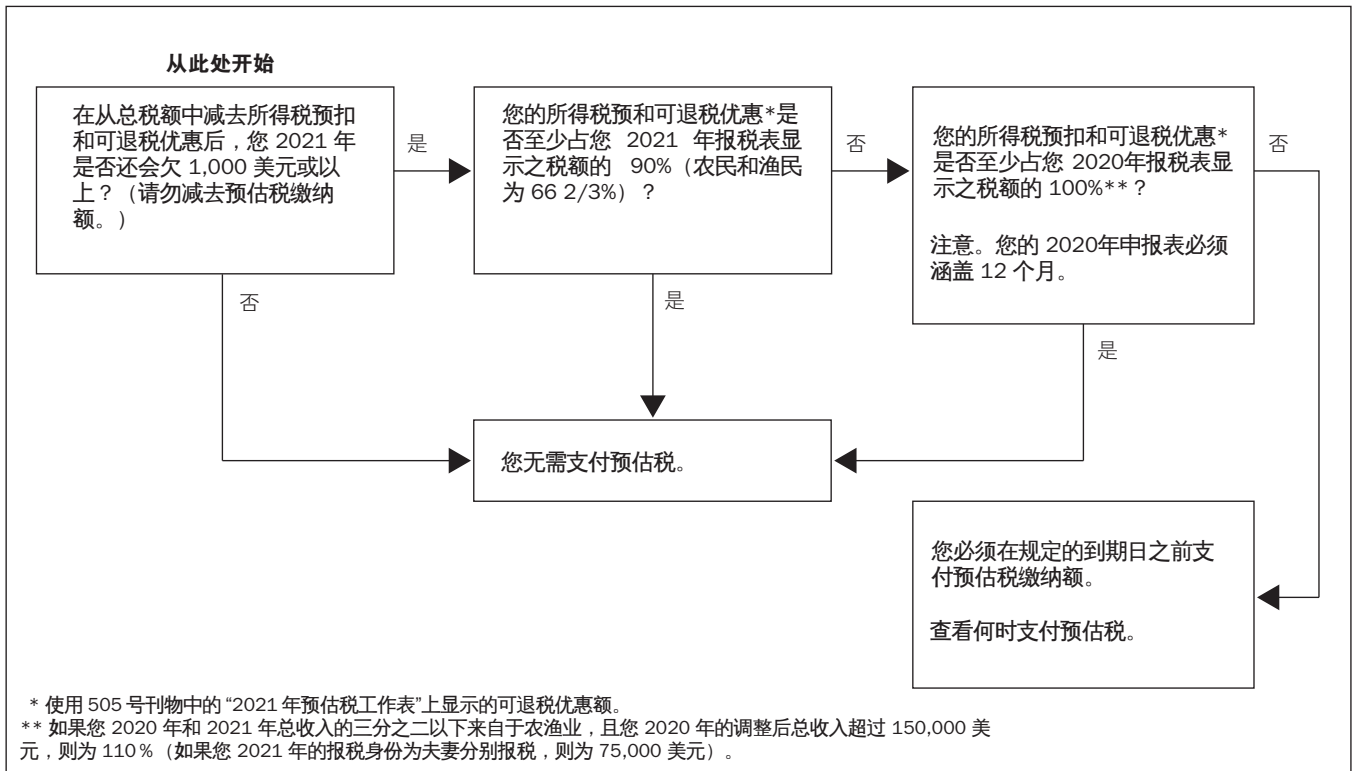 从此处开始
在从总税额中减去所得税预扣
和可退税优惠后，您 2021 年
是否还会欠 1,000 美元或以
上？（请勿减去预估税缴纳
额。）
是
您的所得税预和可退税优惠*是
否至少占您 2021 年报税表显
示之税额的 90%（农民和渔民
为 66 2/3%）？
否
您的所得税预扣和可退税优惠*
是否至少占您 2020年报税表显
示之税额的 100%**？
注意。您的 2020年申报表必须
涵盖 12 个月。
否
否
是
是
您无需支付预估税。
您必须在规定的到期日之前支
付预估税缴纳额。
查看何时支付预估税。
* 使用 505 号刊物中的 “2021 年预估税工作表”上显示的可退税优惠额。
** 如果您 2020 年和 2021 年总收入的三分之二以下来自于农渔业，且您 2020 年的调整后总收入超过 150,000 美
元，则为 110％（如果您 2021 年的报税身份为夫妻分别报税，则为 75,000 美元）。